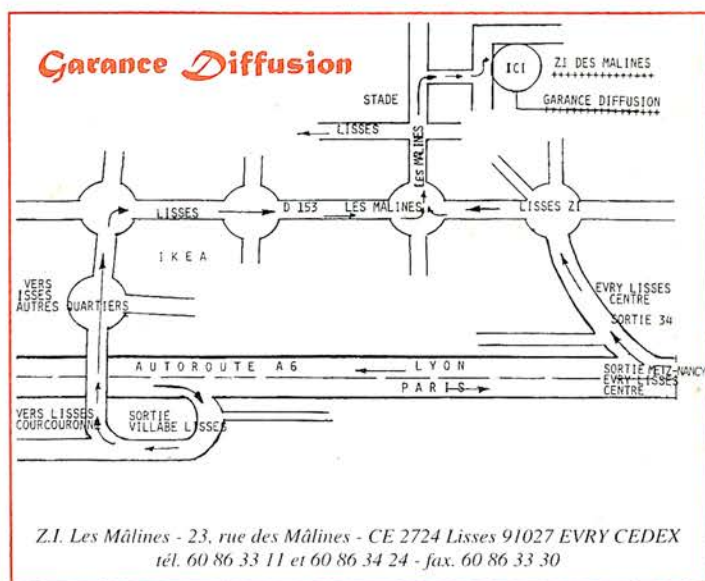 Garance Diffusion
ICI
ZI DES MALINES
GARANCE DIFFUSION
STADE
LISSES
LES MALINES
LISSES
D 153
LES MALINES
LISSES ZI
IKEA
VERS
ISSES
AUTRES QUARTIERS
EVRY LISSES
CENTRE
SORTIE 34
AUTOROUTE A6
LYON
PARIS
SORTIE METZ-NANCY
EVRY LISSES
CENTRE
VERS LISSES
COURCOURONN
SORTIE
VILLABE LISSES
Z.I. Les Mâlines - 23, rue des Mâlines - CE 2724 Lisses 91027 EVRY CEDEX
tél. 60 86 33 11 et 60 86 34 24 - fax. 60 86 33 30